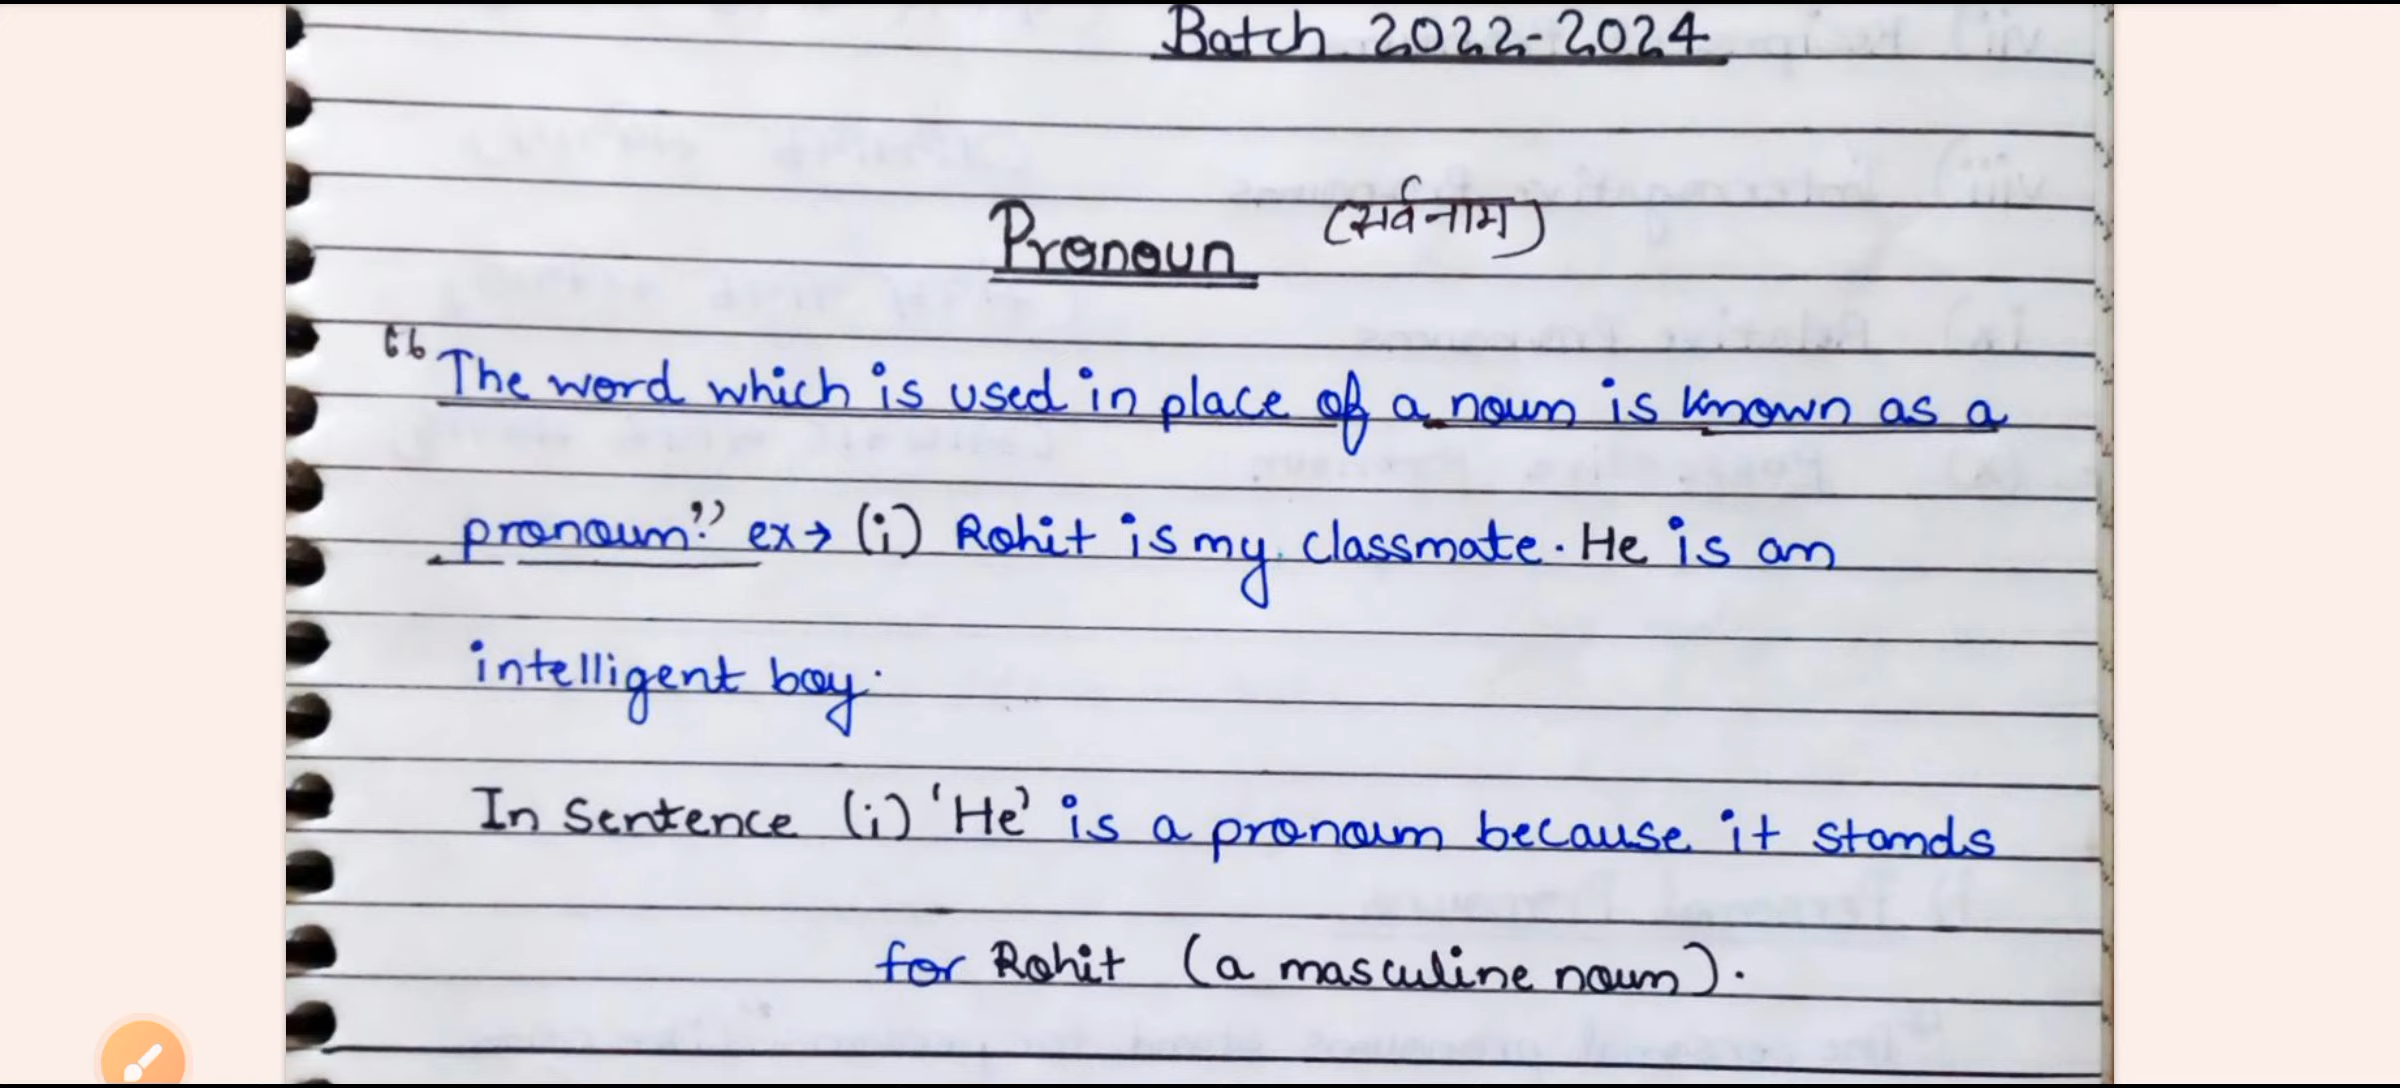 Batch 2022-2024
Pronoun (सर्वनाम)
“The word which is used in place of a noun is known as a
pronoun.” ex→ (i) Rohit is my classmate. He is an
intelligent boy.
In Sentence (i) ‘He’ is a pronoun because it stands
for Rohit (a masculine noun).